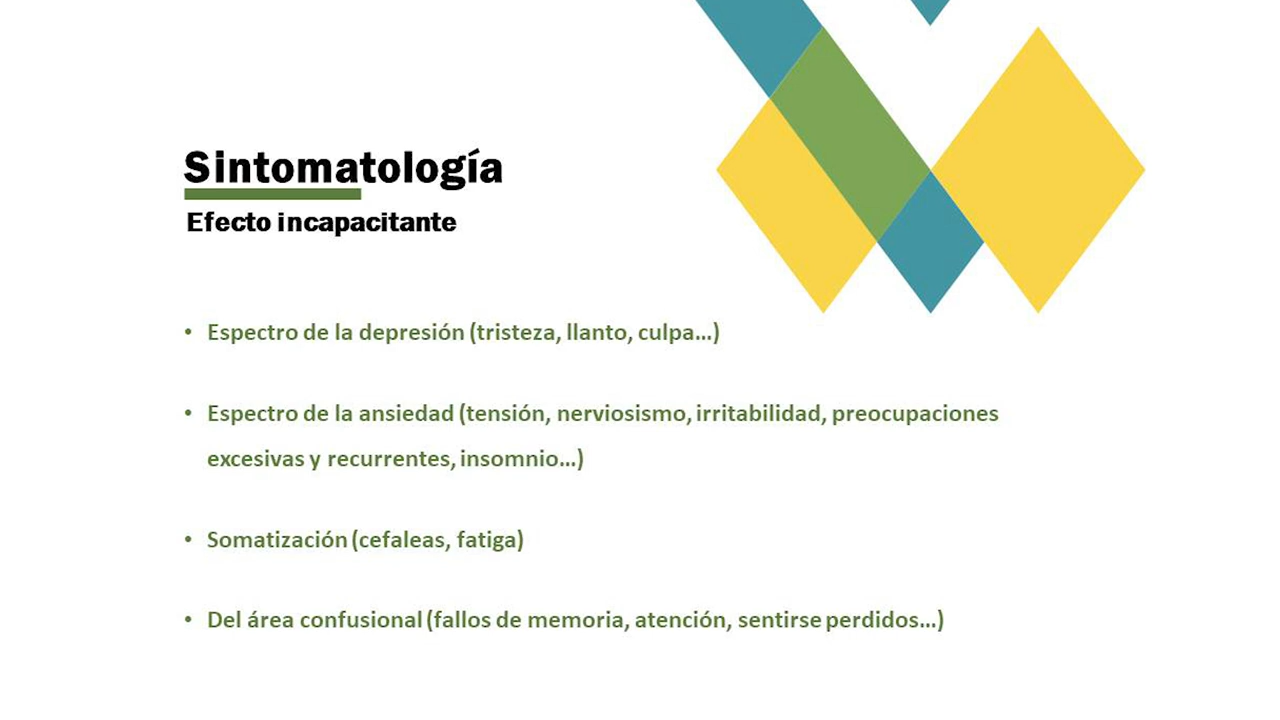 Sintomatología
Efecto incapacitante
• Espectro de la depresión (tristeza, llanto, culpa...)
• Espectro de la ansiedad (tensión, nerviosismo, irritabilidad, preocupaciones
excesivas y recurrentes, insomnio...)
• Somatización (cefaleas, fatiga)
• Del área confusional (fallos de memoria, atención, sentirse perdidos...)